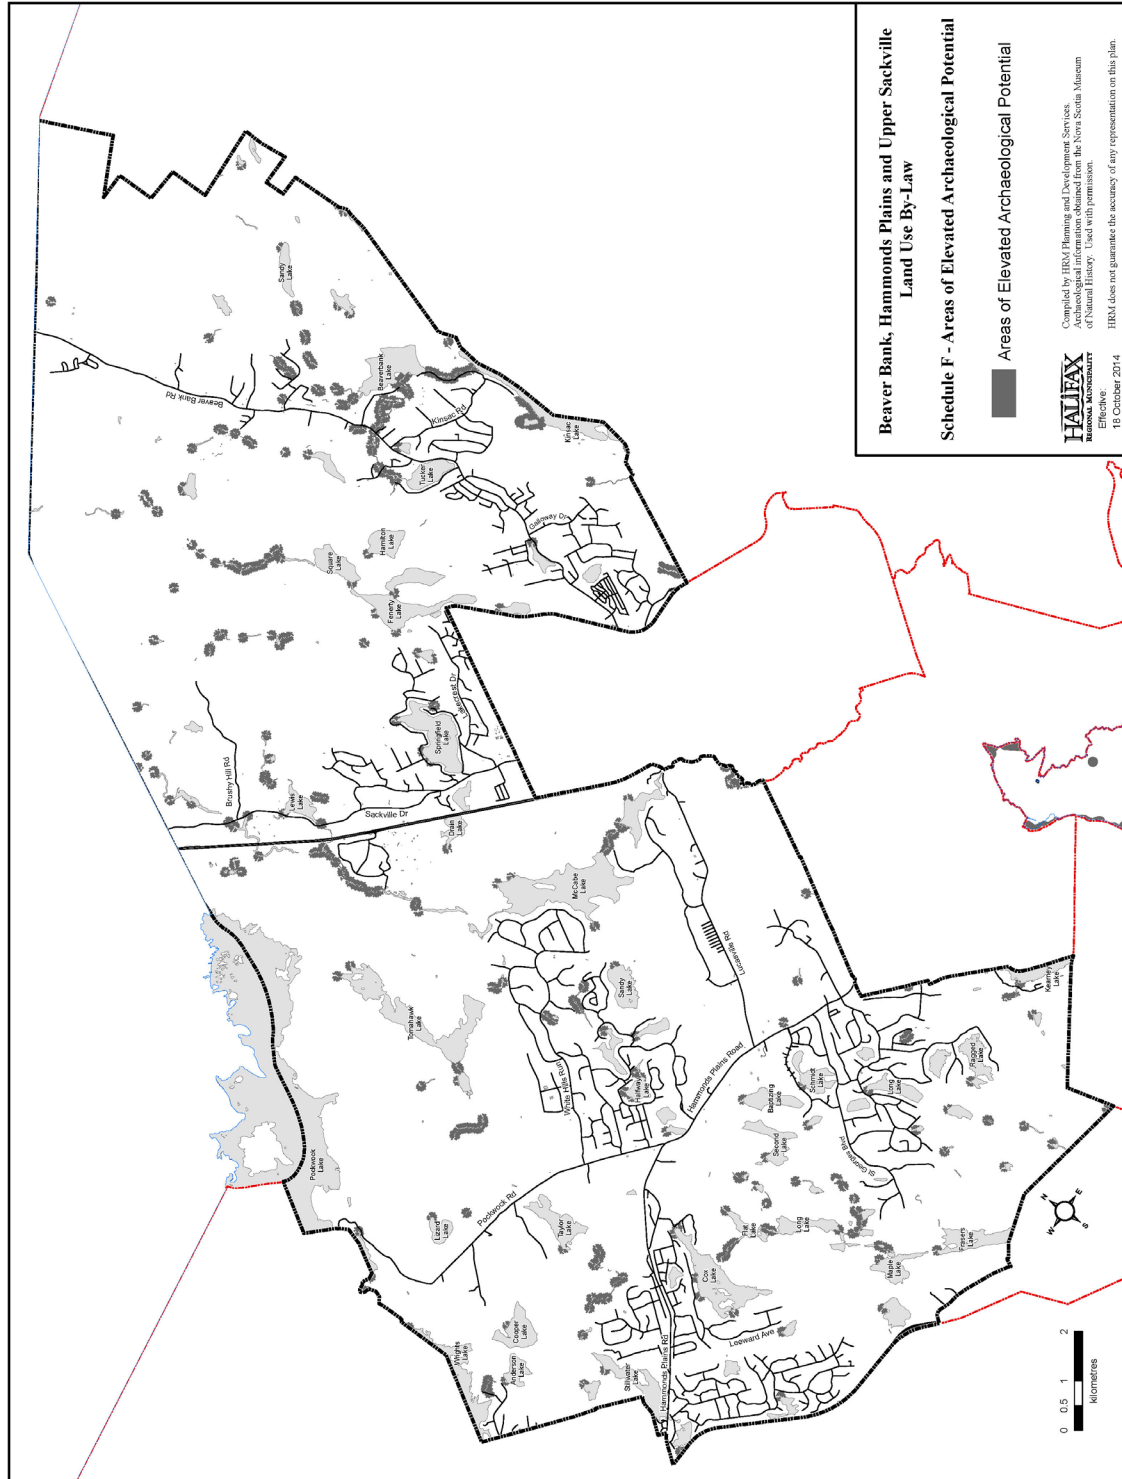 Beaver Bank, Hammonds Plains and Upper Sackville
Land Use By-Law
Schedule F - Areas of Elevated Archaeological Potential
Areas of Elevated Archaeological Potential
HALIFAX
REGIONAL MUNICIPALITY
Effective:
18 October 2014
Compiled by HRM Planning and Development Services.
Archaeological information obtained from the Nova Scotia Museum
of Natural History. Used with permission.
HRM does not guarantee the accuracy of any representation on this plan.
Sandy
Lake
Beaver Bank Rd
Beaverbank
Lake
Kinsac Rd
Kinsac
Lake
Tucker
Lake
Galloway Dr
Hamilton
Lake
Square
Lake
Fenerty
Lake
Lakecrest Dr
Springfield
Lake
Brushy Hill Rd
Lewis
Lake
Sackville Dr
Drain
Lake
McCabe
Lake
Lucasville Rd
Sandy
Lake
Tomahawk
Lake
White Hills Run
Halfway
Lake
Hammonds Plains Road
Pockwock
Lake
Pockwock Rd
Lizard
Lake
Taylor
Lake
Kearney
Lake
Ragged
Lake
Schmidt
Lake
Long
Lake
Baptizing
Lake
Second
Lake
St Georges Blvd
Flat
Lake
Long
Lake
Cox
Lake
Maple
Lake
Frasers
Lake
Leeward Ave
Hammonds Plains Rd
Stillwater
Lake
Cooper
Lake
Anderson
Lake
Wrights
Lake
N
E
S
W
0 0.5 1 2
kilometres